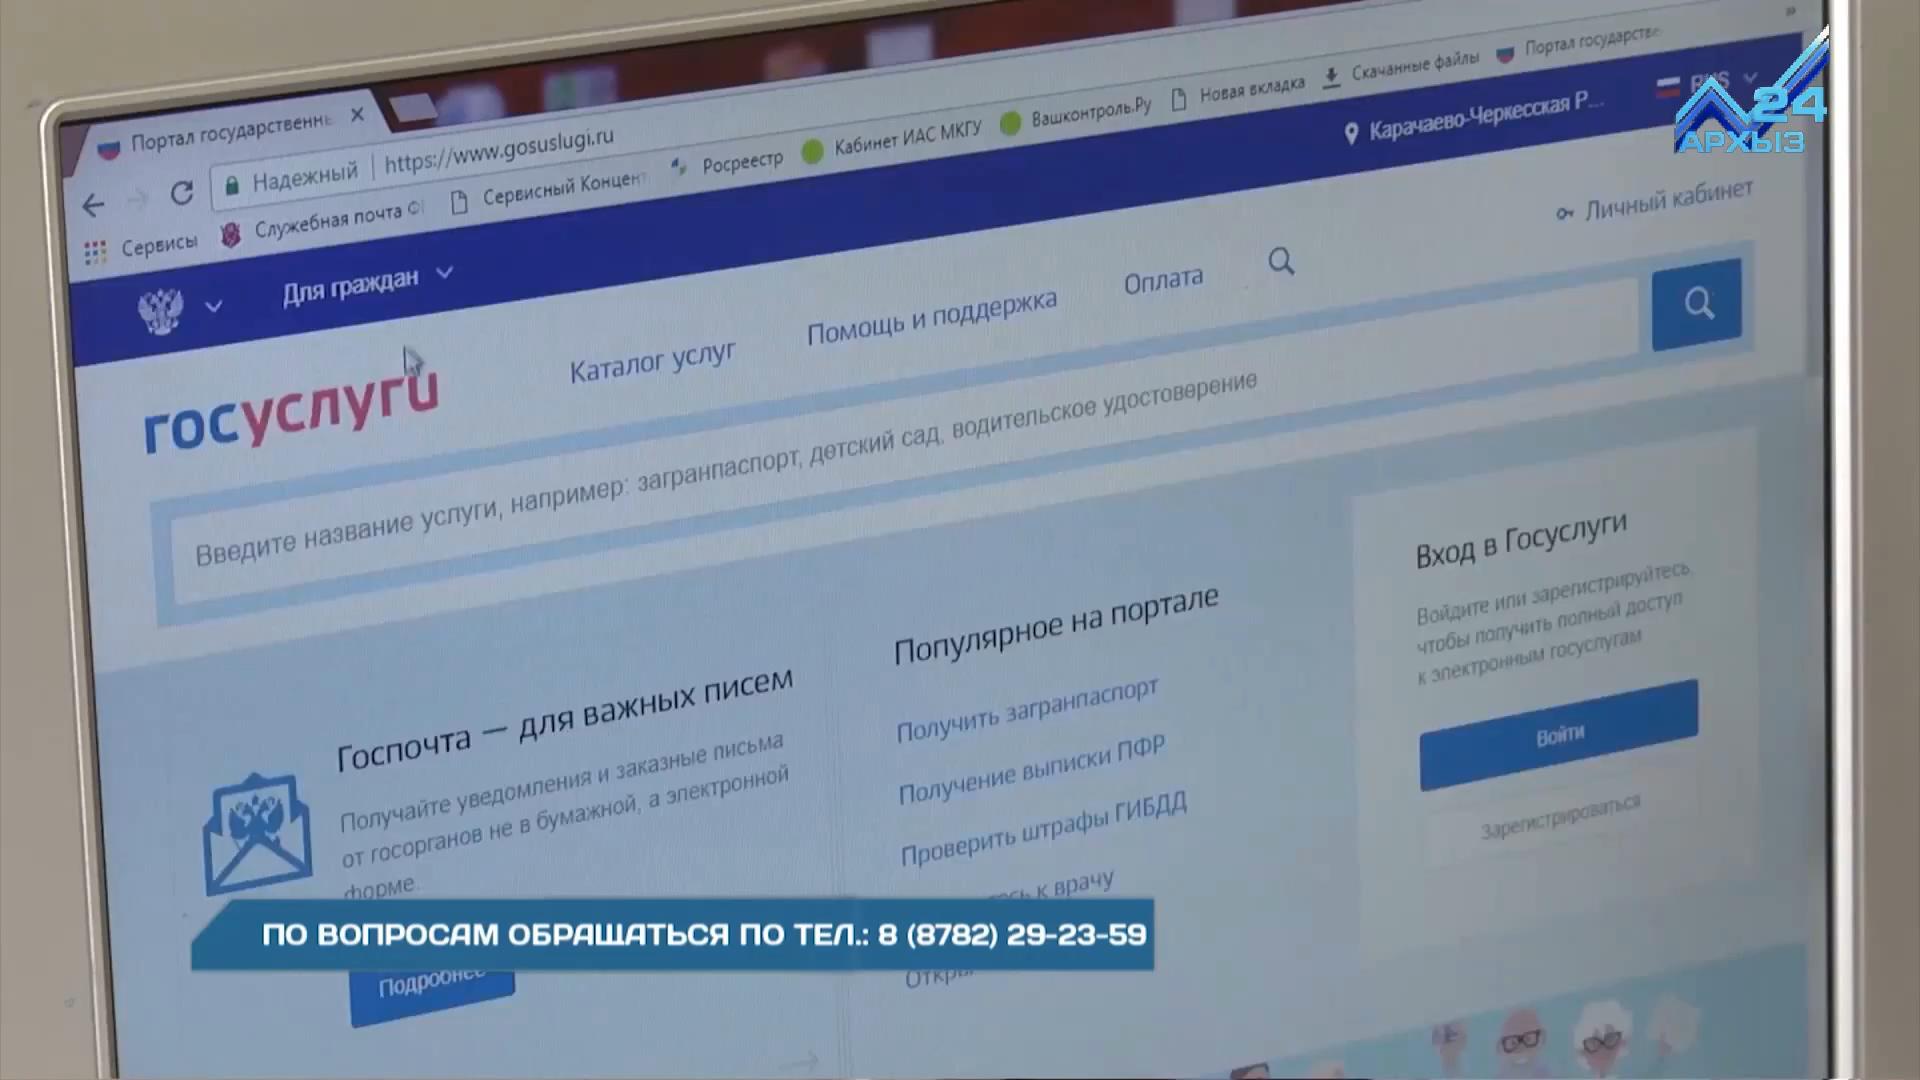 Портал государственн
Надежный
https://www.gosuslugi.ru
Сервисы
Служебная почта
Сервисный Концен
Росреестр
Кабинет ИАС МКГУ
Вашконтроль.Ру
Новая вкладка
Скачанные файлы
Портал государстве
24
АРХЫЗ
Для граждан
Карачаево-Черкесская Р...
RUS
госуслуги
Каталог услуг
Помощь и поддержка
Оплата
Личный кабинет
Введите название услуги, например: загранпаспорт, детский сад, водительское удостоверение
Госпочта — для важных писем
Получайте уведомления и заказные письма
от госорганов не в бумажной, а электронной
форме.
Подробнее
Популярное на портале
Получить загранпаспорт
Получение выписки ПФР
Проверить штрафы ГИБДД
к врачу
Откры
Вход в Госуслуги
Войдите или зарегистрируйтесь,
чтобы получить полный доступ
к электронным госуслугам
Войти
Зарегистрироваться
ПО ВОПРОСАМ ОБРАЩАТЬСЯ ПО ТЕЛ.: 8 (8782) 29-23-59